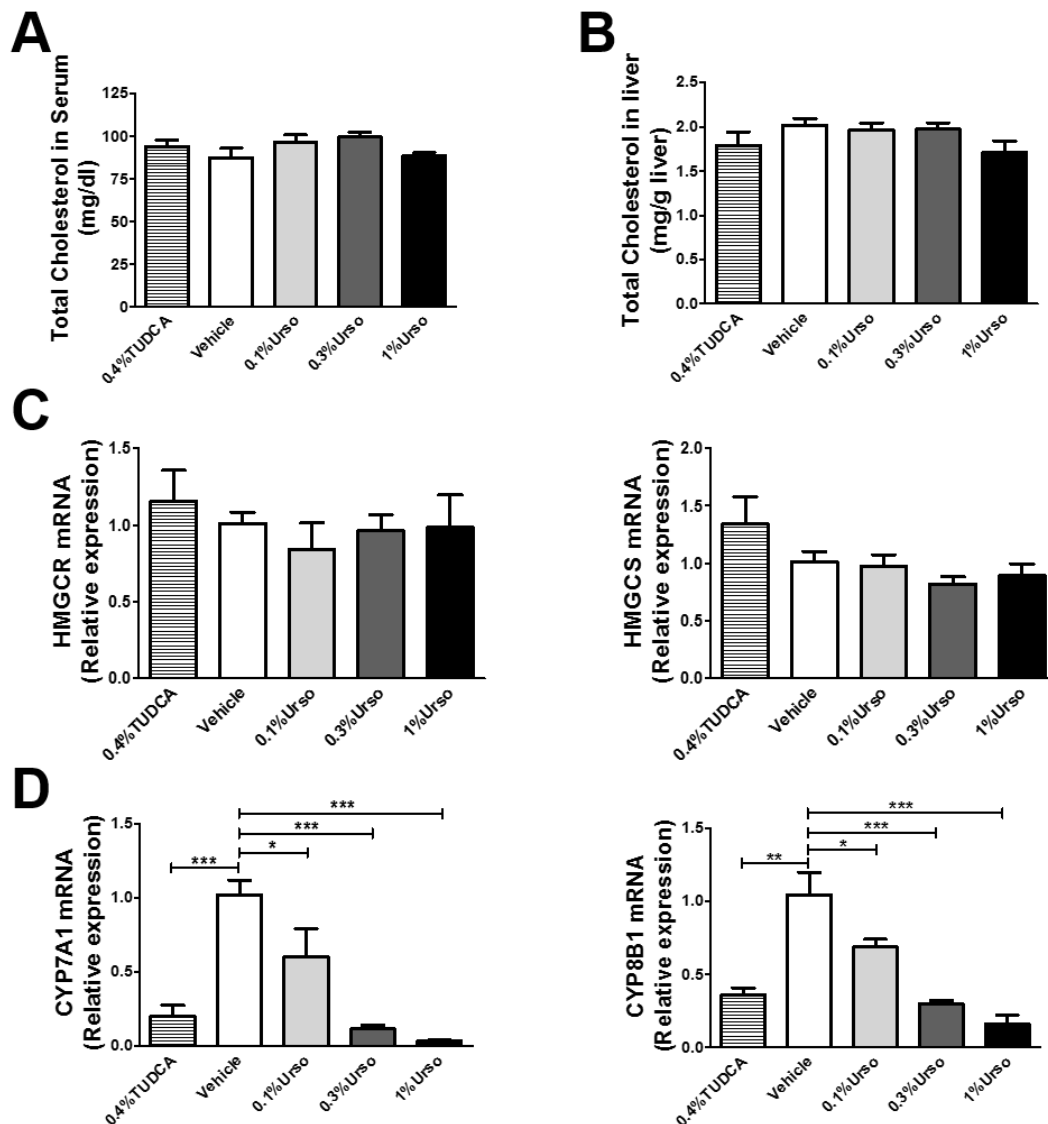 A
Total Cholesterol in Serum
(mg/dl)
125
100
75
50
25
0
0.4%TUDCA
Vehicle
0.1%Urso
0.3%Urso
1%Urso
B
Total Cholesterol in liver
(mg/g liver)
2.5
2.0
1.5
1.0
0.5
0.0
0.4%TUDCA
Vehicle
0.1%Urso
0.3%Urso
1%Urso
C
HMGCR mRNA
(Relative expression)
1.5
1.0
0.5
0.0
0.4%TUDCA
Vehicle
0.1%Urso
0.3%Urso
1%Urso
HMGCS mRNA
(Relative expression)
2.0
1.5
1.0
0.5
0.0
0.4%TUDCA
Vehicle
0.1%Urso
0.3%Urso
1%Urso
D
CYP7A1 mRNA
(Relative expression)
1.5
1.0
0.5
0.0
***
***
*
***
0.4%TUDCA
Vehicle
0.1%Urso
0.3%Urso
1%Urso
CYP8B1 mRNA
(Relative expression)
1.5
1.0
0.5
0.0
***
***
*
**
0.4%TUDCA
Vehicle
0.1%Urso
0.3%Urso
1%Urso